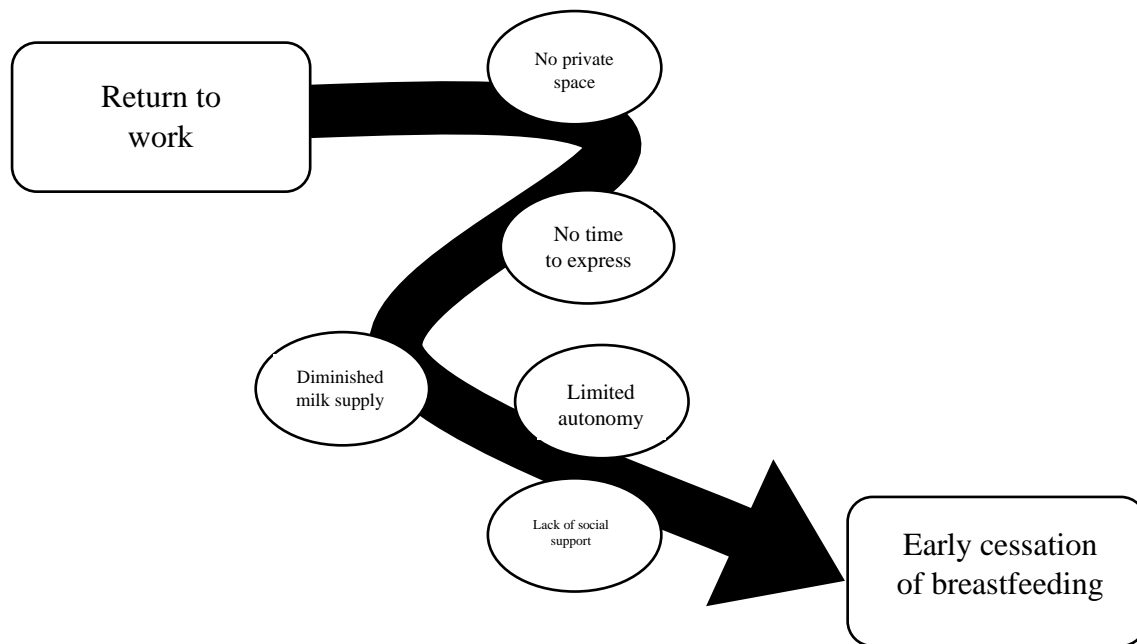 No private
space
Return to
work
No time
to express
Diminished
milk supply
Limited
autonomy
Lack of social
support
Early cessation
of breastfeeding